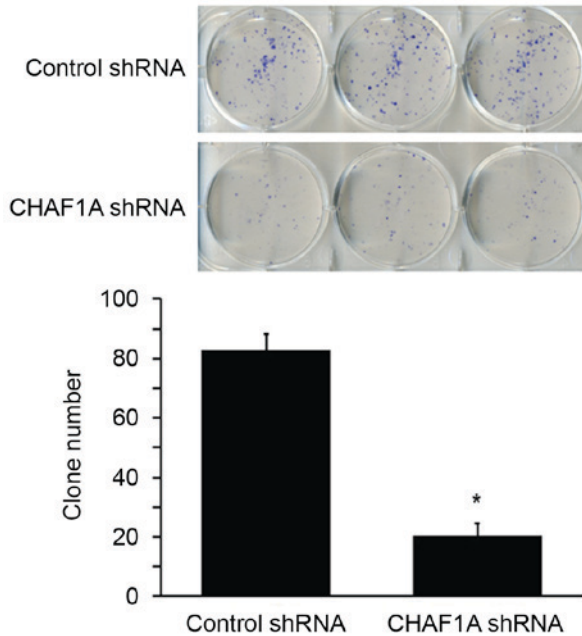 Control shRNA
CHAF1A shRNA
100
80
60
40
20
0
Clone number
*
Control shRNA
CHAF1A shRNA